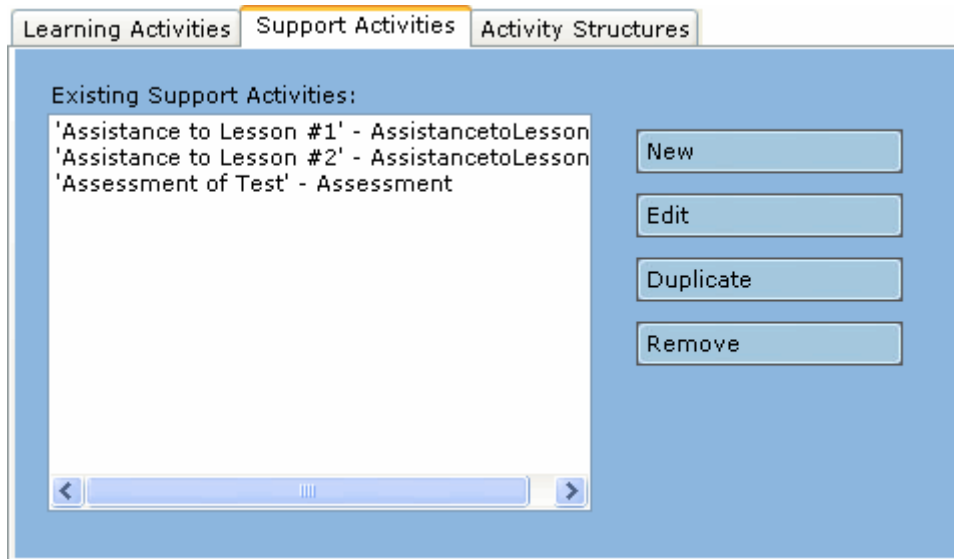 Learning Activities Support Activities Activity Structures
Existing Support Activities:
'Assistance to Lesson #1' - AssistancetoLesson
'Assistance to Lesson #2' - AssistancetoLesson
'Assessment of Test' - Assessment
New
Edit
Duplicate
Remove